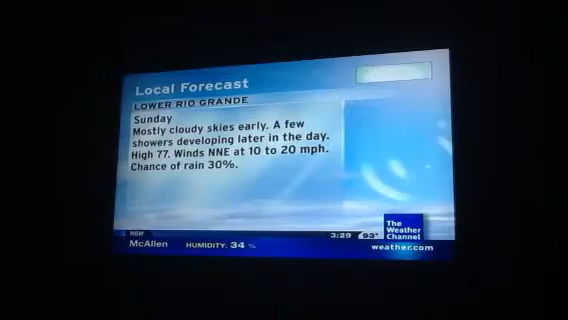 Local Forecast
LOWER RIO GRANDE
Sunday
Mostly cloudy skies early. A few
showers developing later in the day.
High 77. Winds NNE at 10 to 20 mph.
Chance of rain 30%.
NOW
3:29 93°
The
Weather
Channel
McAllen HUMIDITY: 34 %
weather.com